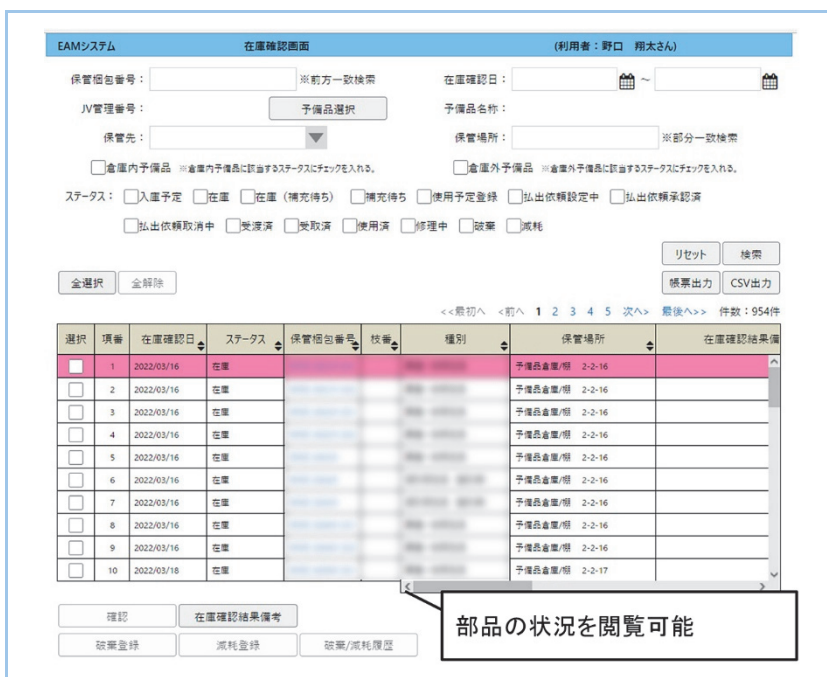 EAMシステム 在庫確認画面 (利用者：野口 翔太さん)
保管梱包番号： ※前方一致検索 在庫確認日： ～
JV管理番号： 予備品選択 予備品名称：
保管先： 保管場所： ※部分一致検索
倉庫内予備品 ※倉庫内予備品に該当するステータスにチェックを入れる。 倉庫外予備品 ※倉庫外予備品に該当するステータスにチェックを入れる。
ステータス： 入庫予定 在庫 在庫（補充待ち） 補充待ち 使用予定登録 払出依頼設定中 払出依頼承認済
払出依頼取消中 受渡済 受取済 使用済 修理中 破棄 減耗
リセット 検索
全選択 全解除 帳票出力 CSV出力
<<最初へ <前へ 1 2 3 4 5 次へ> 最後へ>> 件数：954件
選択 項番 在庫確認日 ステータス 保管梱包番号 枝番 種別 保管場所 在庫確認結果備
1 2022/03/16 在庫 予備品倉庫/棚 2-2-16
2 2022/03/16 在庫 予備品倉庫/棚 2-2-16
3 2022/03/16 在庫 予備品倉庫/棚 2-2-16
4 2022/03/16 在庫 予備品倉庫/棚 2-2-16
5 2022/03/16 在庫 予備品倉庫/棚 2-2-16
6 2022/03/16 在庫 予備品倉庫/棚 2-2-16
7 2022/03/16 在庫 予備品倉庫/棚 2-2-16
8 2022/03/16 在庫 予備品倉庫/棚 2-2-16
9 2022/03/16 在庫 予備品倉庫/棚 2-2-16
10 2022/03/18 在庫 予備品倉庫/棚 2-2-17
確認 在庫確認結果備考
部品の状況を閲覧可能
破棄登録 減耗登録 破棄/減耗履歴